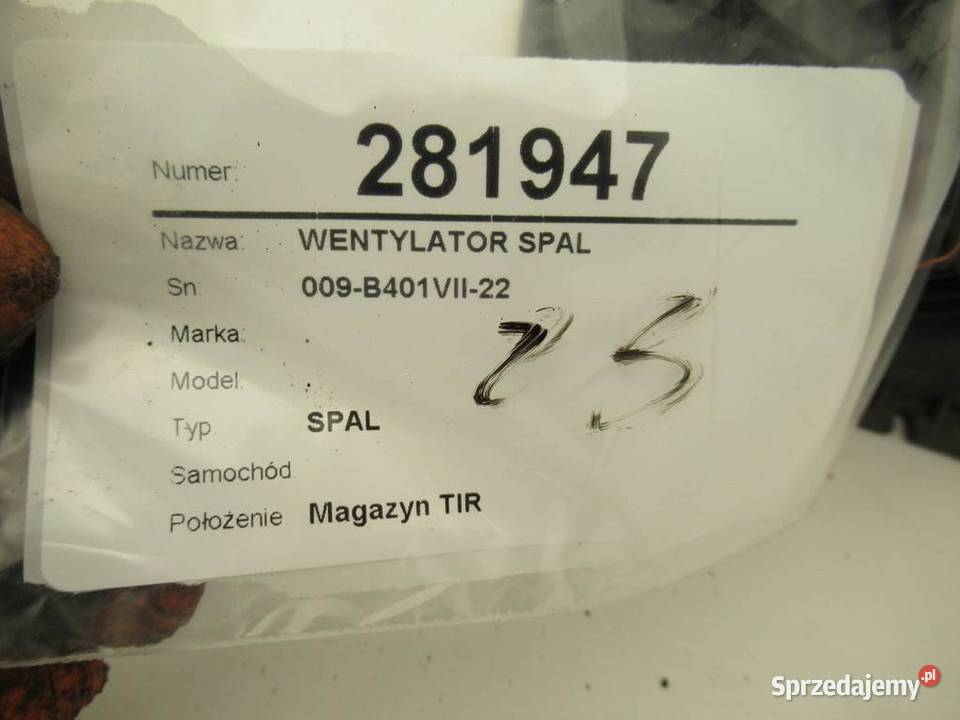 Numer: 281947
Nazwa: WENTYLATOR SPAL
Sn: 009-B401VII-22
Marka:
Model:
Typ SPAL
Samochód
Położenie Magazyn TIR
Sprzedajemy.pl